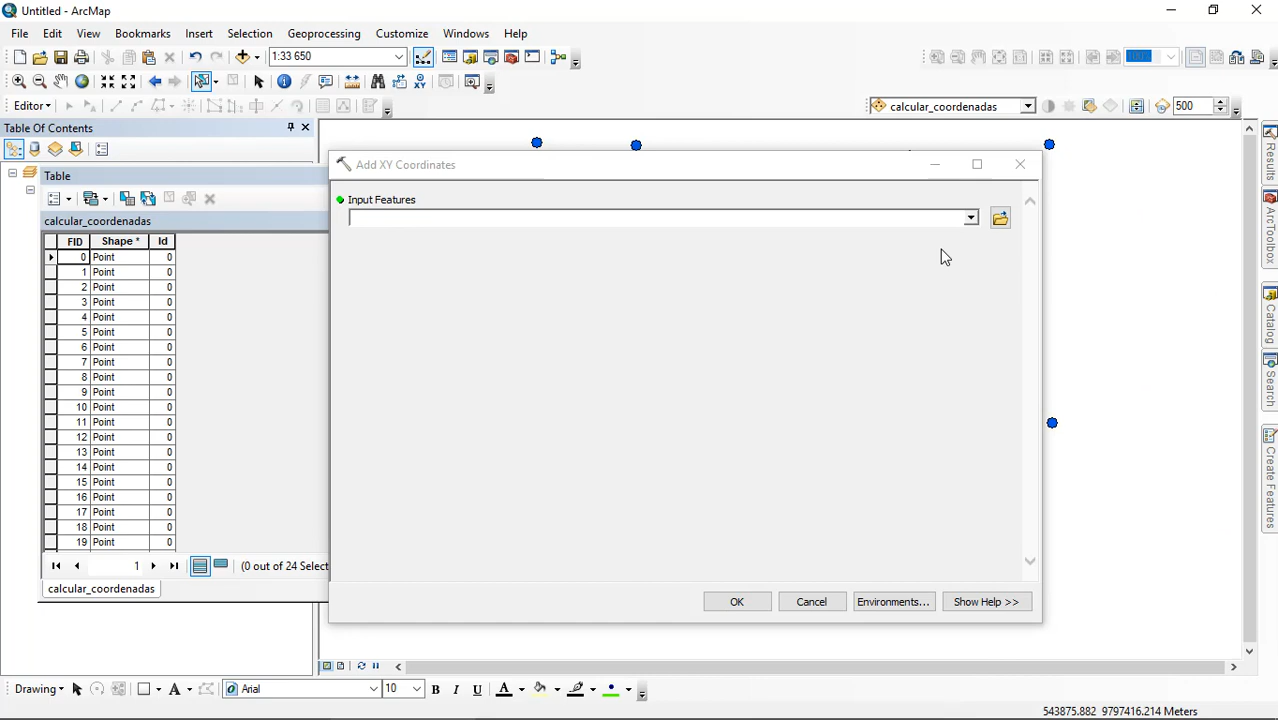 Untitled - ArcMap
File Edit View Bookmarks Insert Selection Geoprocessing Customize Windows Help
1:33 650
Editor
calcular_coordenadas
500
Table Of Contents
Table
calcular_coordenadas
FID Shape * Id
0 Point 0
1 Point 0
2 Point 0
3 Point 0
4 Point 0
5 Point 0
6 Point 0
7 Point 0
8 Point 0
9 Point 0
10 Point 0
11 Point 0
12 Point 0
13 Point 0
14 Point 0
15 Point 0
16 Point 0
17 Point 0
18 Point 0
19 Point 0
1
(0 out of 24 Select
calcular_coordenadas
Add XY Coordinates
Input Features
OK
Cancel
Environments...
Show Help >>
Results
ArcToolbox
Catalog
Search
Create Features
Drawing
A
Arial
10
B I U A
543875.882 9797416.214 Meters